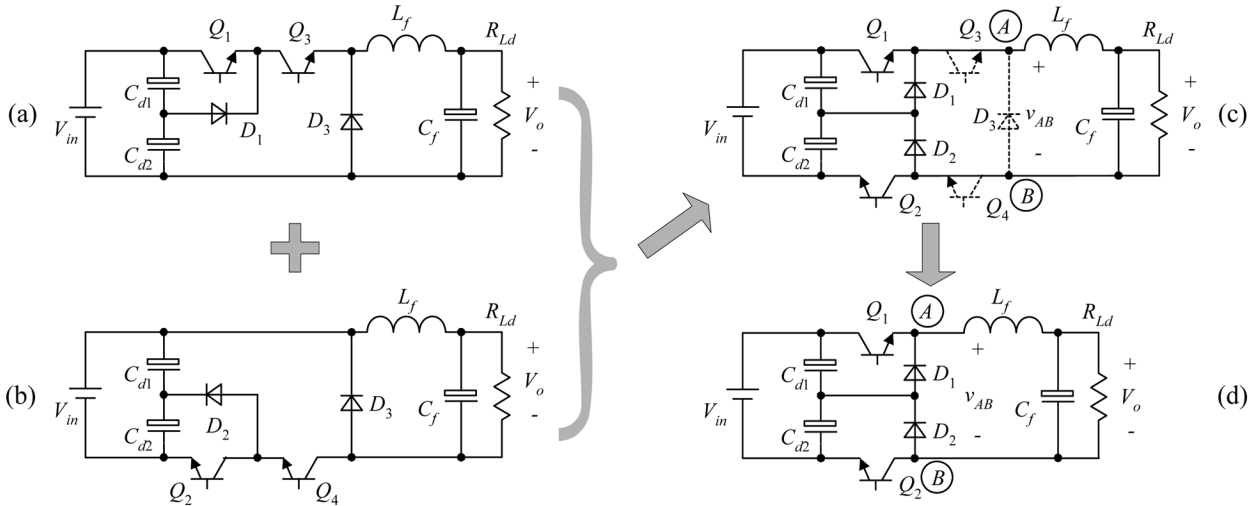 (a)
Q1
Q3
Lf
RLd
Cd1
D1
D3
Vin
Cd2
Cf
+
Vo
-
(b)
Lf
RLd
Cd1
D2
D3
Vin
Cd2
Cf
+
Vo
-
Q2
Q4
(c)
Q1
Q3
A
Lf
RLd
Cd1
D1
+
D3
vAB
Vin
Cd2
D2
-
Cf
+
Vo
-
Q2
Q4
B
(d)
Q1
A
Lf
RLd
Cd1
D1
+
vAB
Vin
Cd2
D2
-
Cf
+
Vo
-
Q2
B